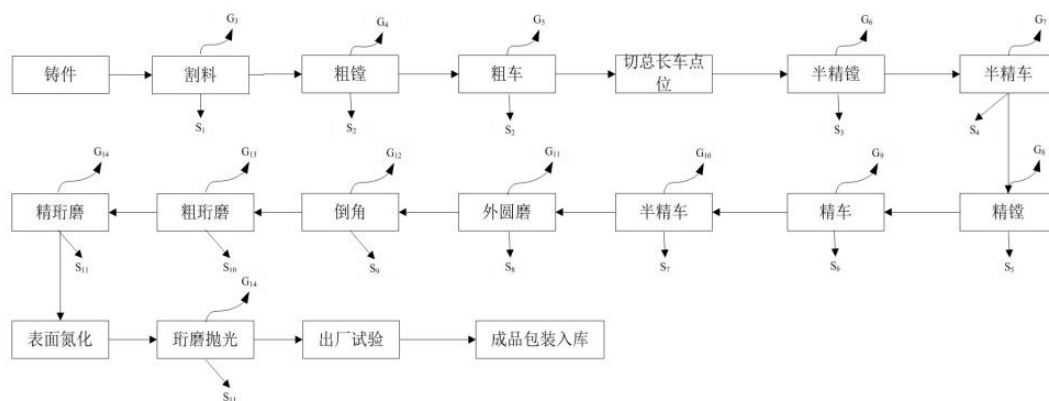 G3
G4
G5
G6
G7
铸件
割料
粗镗
粗车
切总长车点
位
半精镗
半精车
S1
S2
S2
S3
S4
G14
G13
G12
G11
G10
G9
G8
精珩磨
粗珩磨
倒角
外圆磨
半精车
精车
精镗
S11
S10
S9
S8
S7
S6
S5
G14
表面氮化
珩磨抛光
出厂试验
成品包装入库
S11